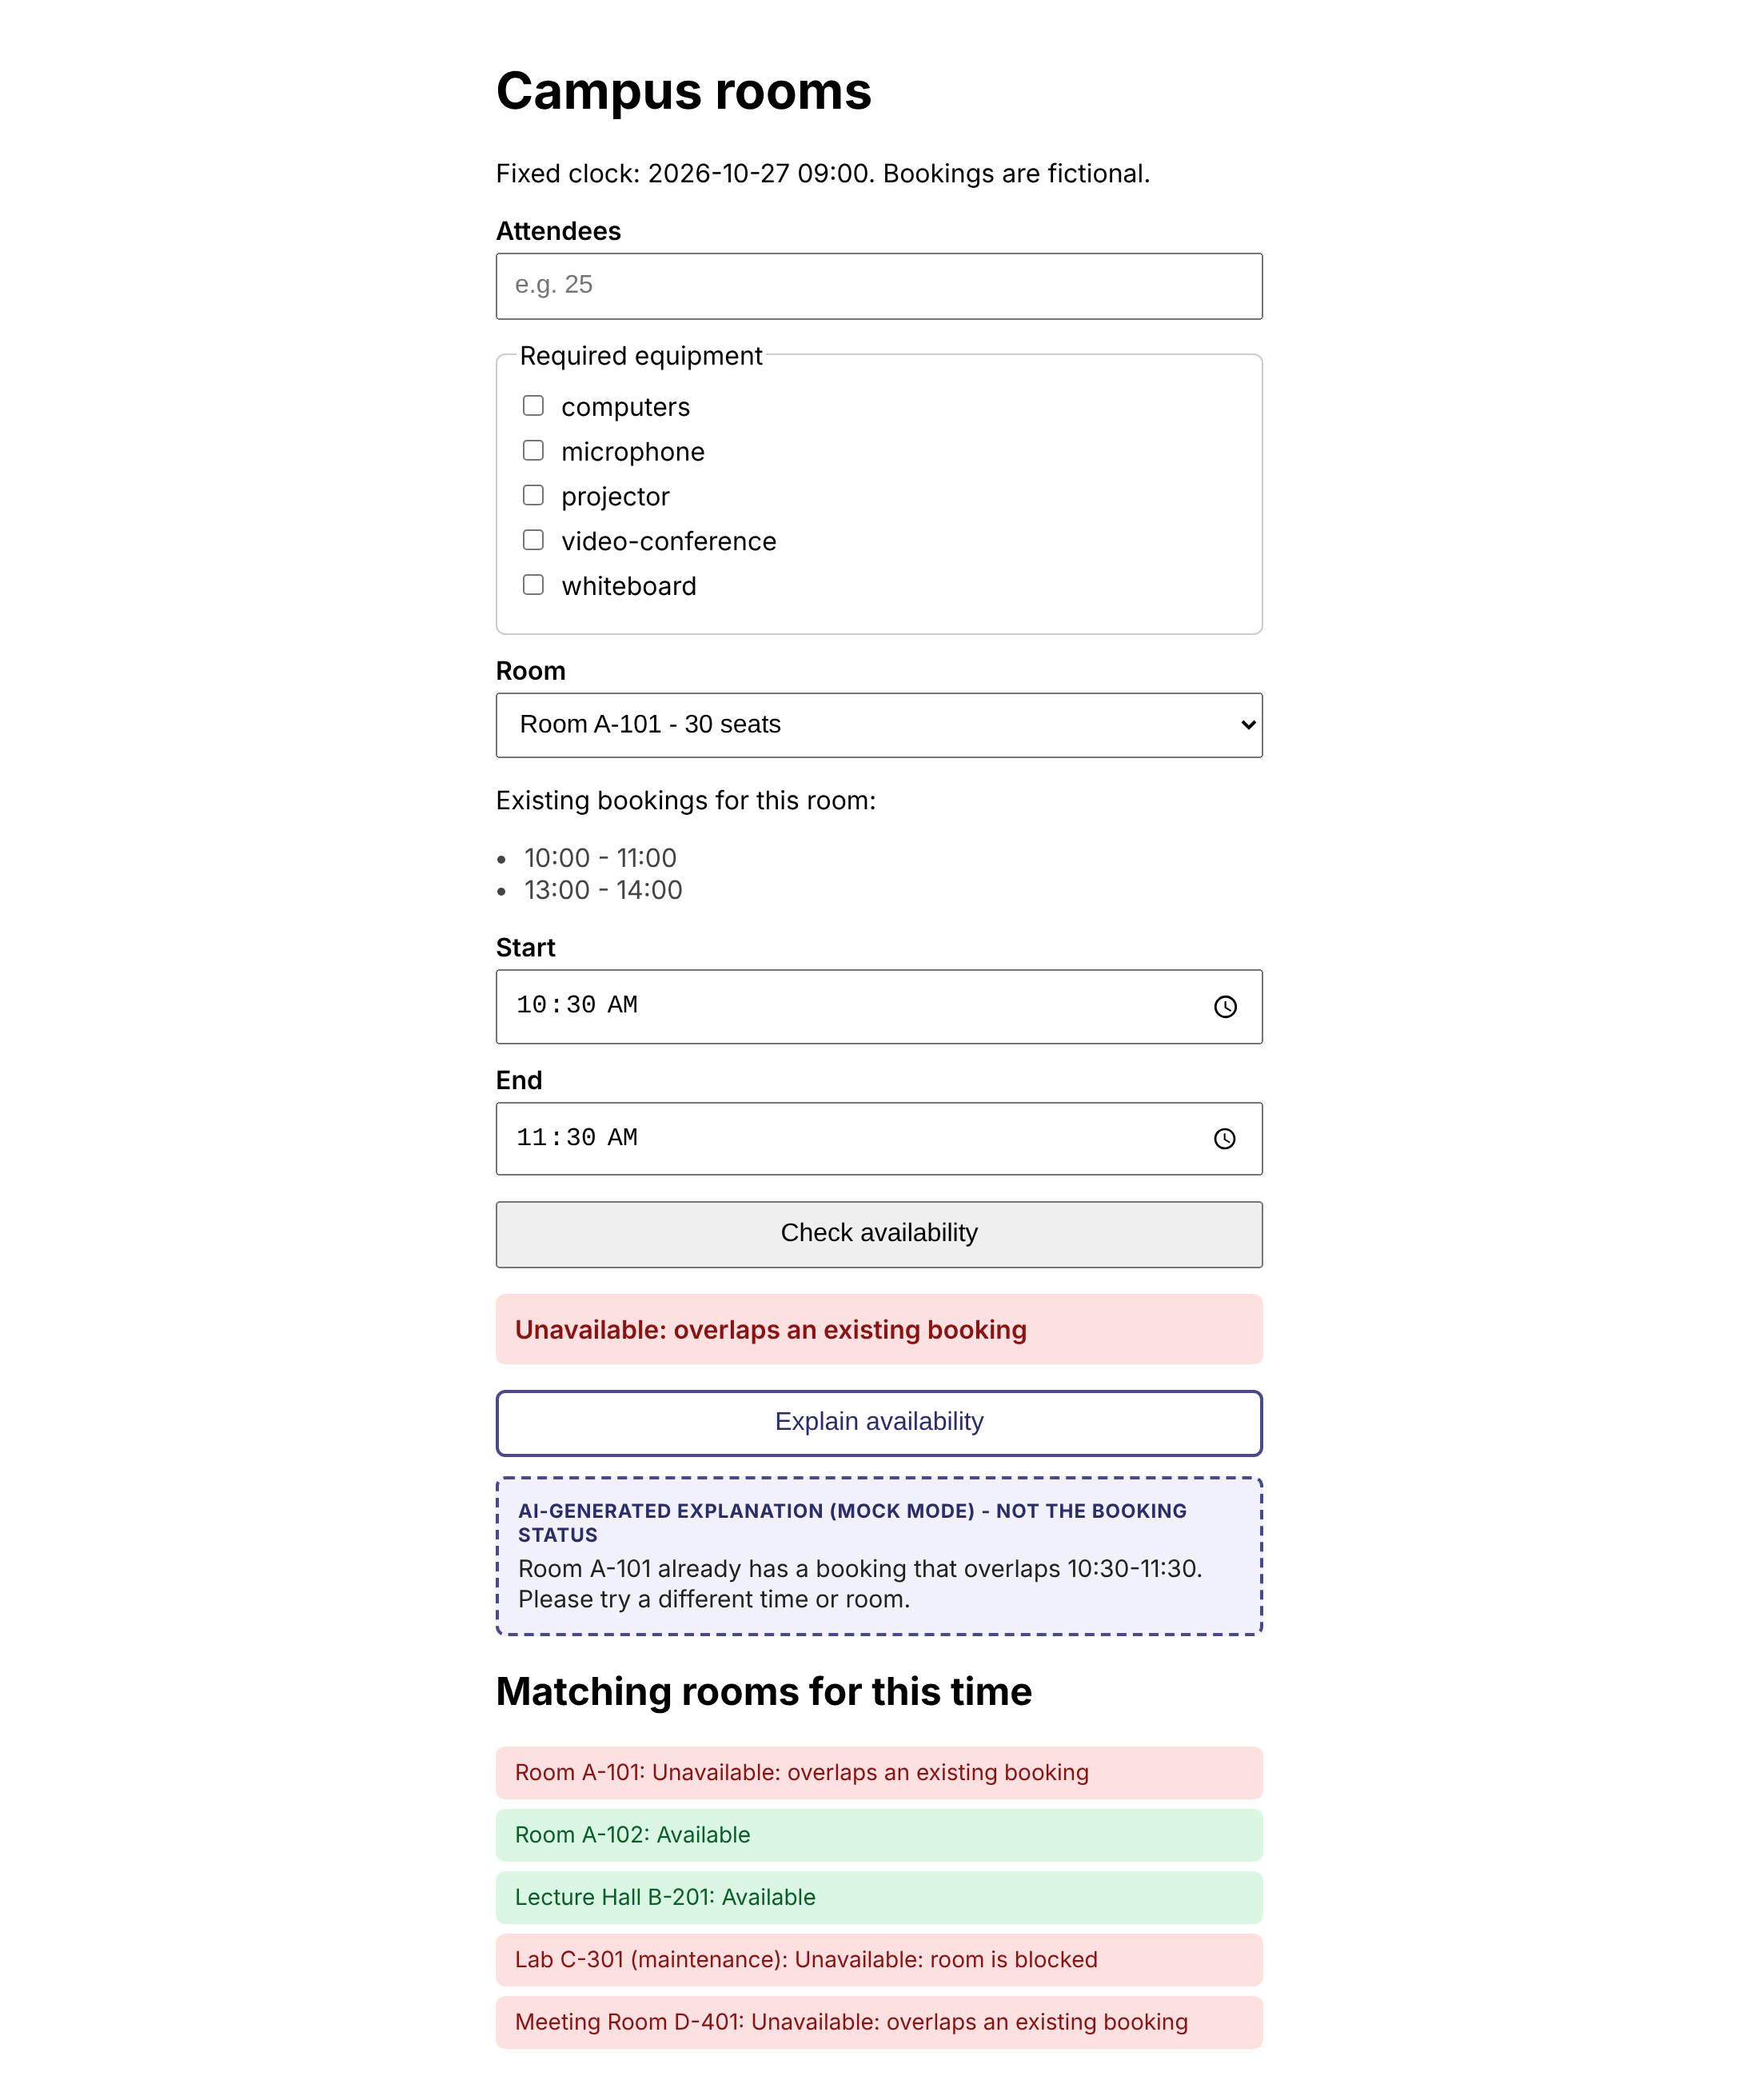 Campus rooms
Fixed clock: 2026-10-27 09:00. Bookings are fictional.
Attendees
e.g. 25
Required equipment
computers
microphone
projector
video-conference
whiteboard
Room
Room A-101 - 30 seats
Existing bookings for this room:
• 10:00 - 11:00
• 13:00 - 14:00
Start
10:30 AM
End
11:30 AM
Check availability
Unavailable: overlaps an existing booking
Explain availability
AI-GENERATED EXPLANATION (MOCK MODE) - NOT THE BOOKING
STATUS
Room A-101 already has a booking that overlaps 10:30-11:30.
Please try a different time or room.
Matching rooms for this time
Room A-101: Unavailable: overlaps an existing booking
Room A-102: Available
Lecture Hall B-201: Available
Lab C-301 (maintenance): Unavailable: room is blocked
Meeting Room D-401: Unavailable: overlaps an existing booking